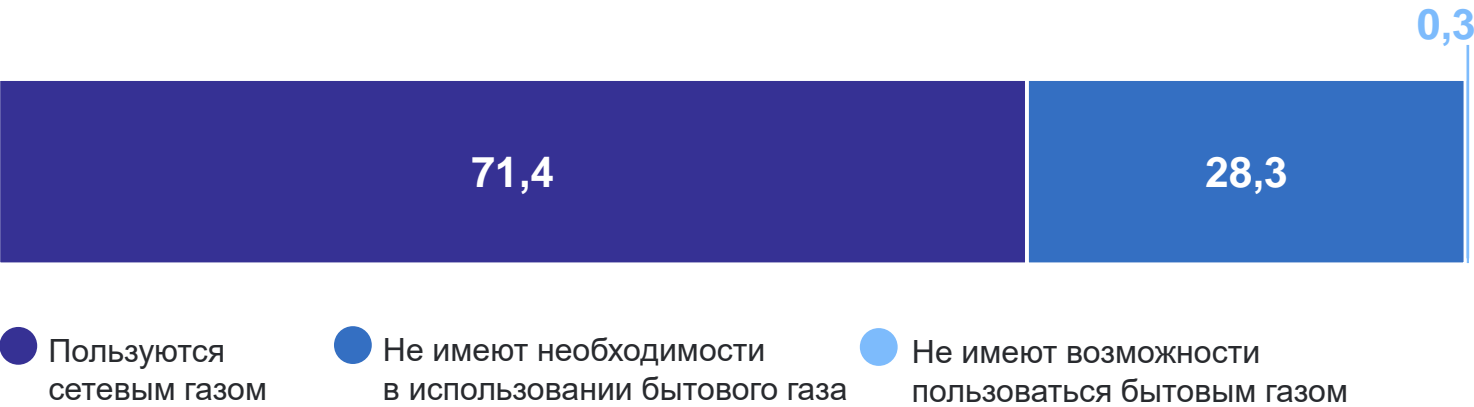 0,3
71,4
28,3
Пользуются
сетевым газом
Не имеют необходимости
в использовании бытового газа
Не имеют возможности
пользоваться бытовым газом